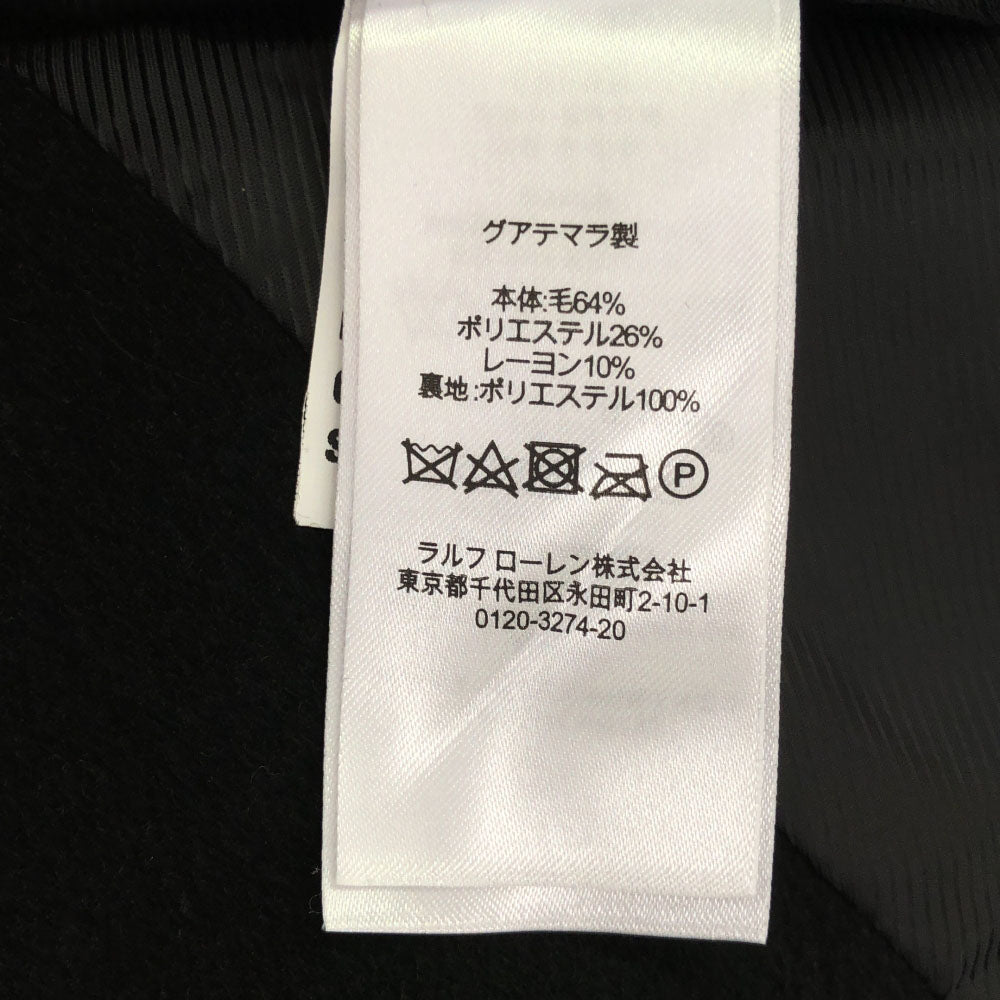 グアテマラ製
本体:毛64%
ポリエステル26%
レーヨン10%
裏地:ポリエステル100%
P
ラルフ ローレン株式会社
東京都千代田区永田町2-10-1
0120-3274-20